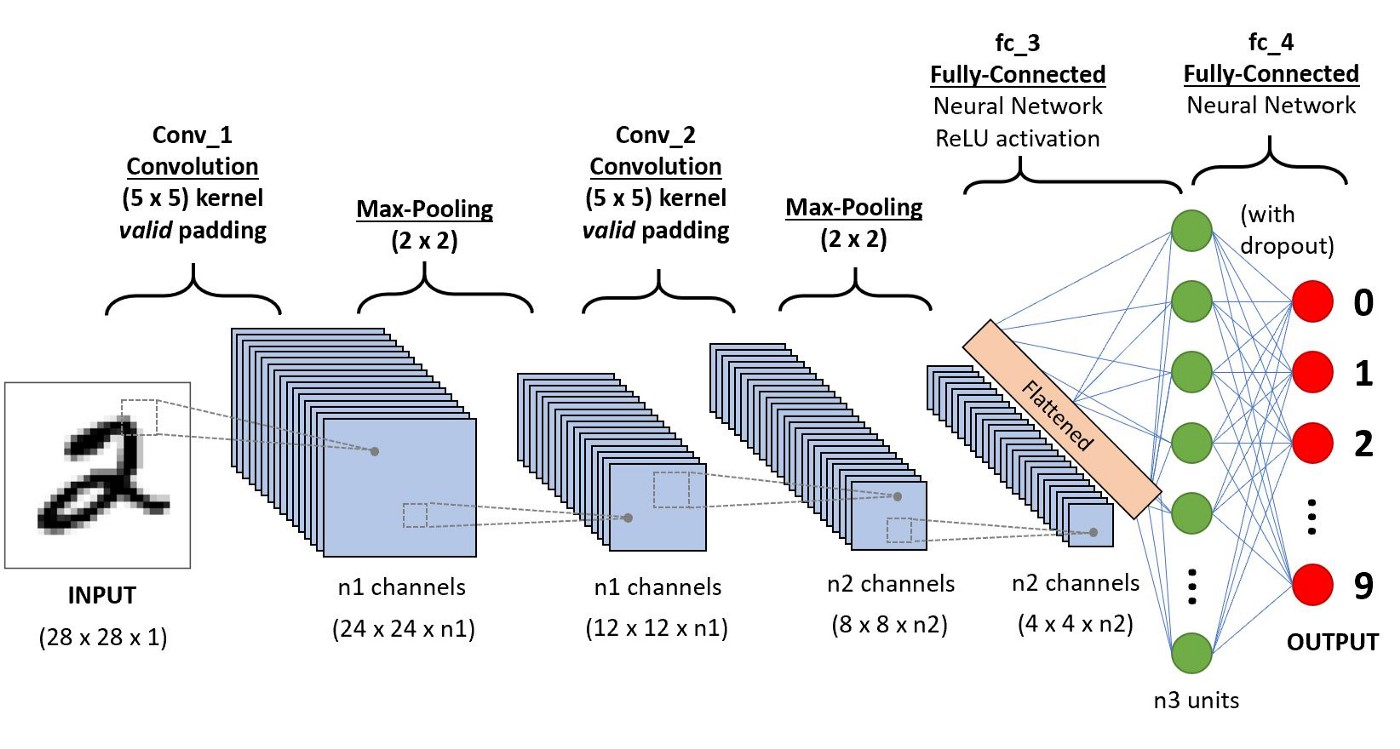 Conv_1
Convolution
(5 x 5) kernel
valid padding
Max-Pooling
(2 x 2)
Conv_2
Convolution
(5 x 5) kernel
valid padding
Max-Pooling
(2 x 2)
fc_3
Fully-Connected
Neural Network
ReLU activation
fc_4
Fully-Connected
Neural Network
(with
dropout)
2
Flattened
0
1
2
9
OUTPUT
INPUT
(28 x 28 x 1)
n1 channels
(24 x 24 x n1)
n1 channels
(12 x 12 x n1)
n2 channels
(8 x 8 x n2)
n2 channels
(4 x 4 x n2)
n3 units